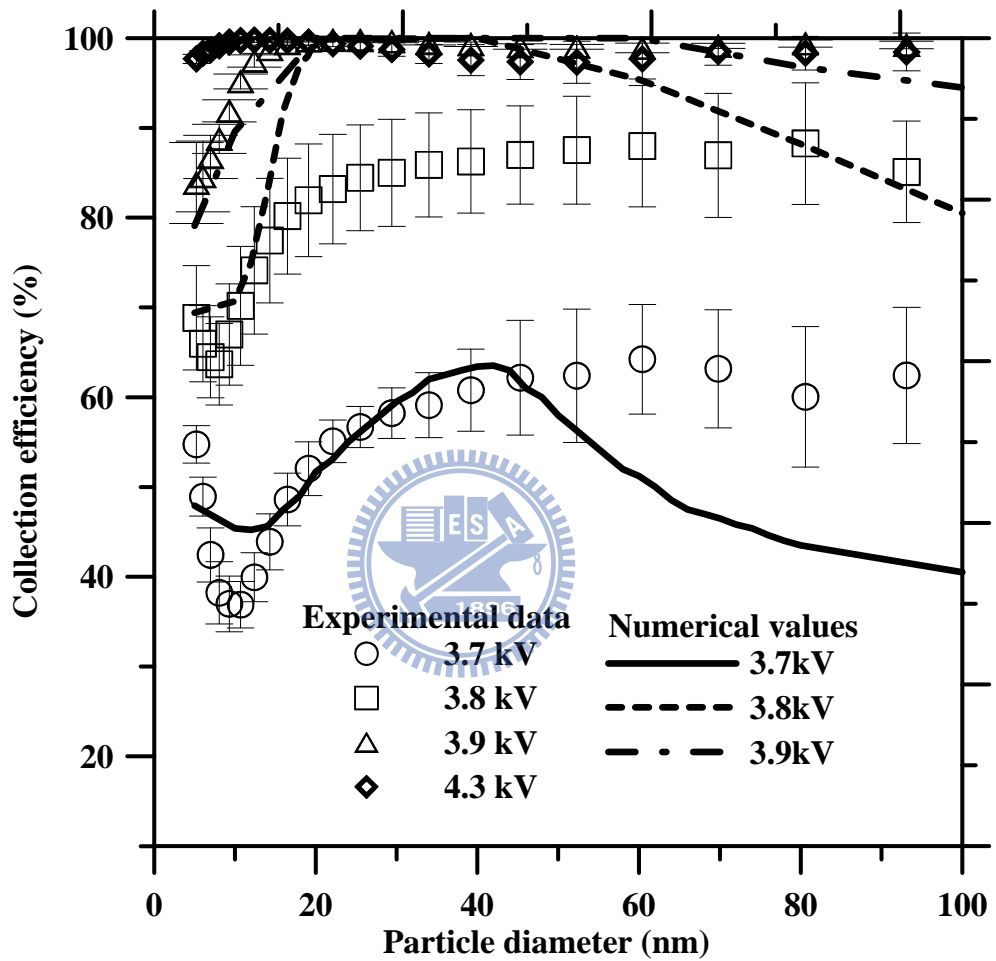 100
80
60
40
20
Collection efficiency (%)
E S A
1896
Experimental data
3.7 kV
3.8 kV
3.9 kV
4.3 kV
Numerical values
3.7kV
3.8kV
3.9kV
0 20 40 60 80 100
Particle diameter (nm)